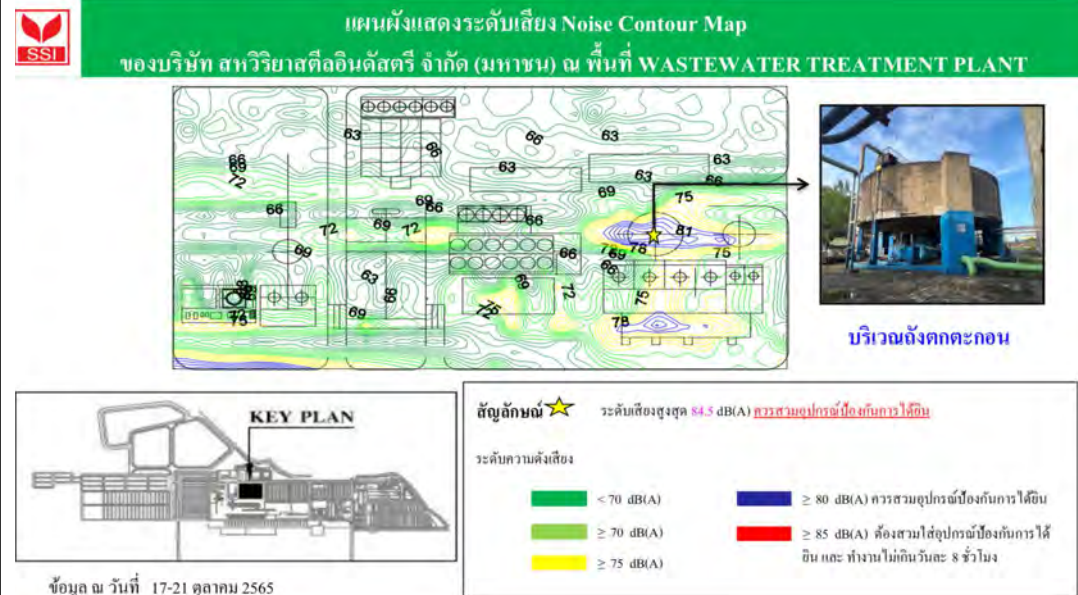 SSI
แผนผังแสดงระดับเสียง Noise Contour Map
ของบริษัท สหวิริยาสตีลอินดัสตรี จำกัด (มหาชน) ณ พื้นที่ WASTEWATER TREATMENT PLANT
63
66
66
63
66
69
72
63
63
63
66
69
75
69
66
66
72
69
72
66
81
69
66
78
69
75
66
63
66
69
72
75
69
75
72
72
75
78
บริเวณถังตกตะกอน
KEY PLAN
ข้อมูล ณ วันที่ 17-21 ตุลาคม 2565
สัญลักษณ์ ระดับเสียงสูงสุด 84.5 dB(A) ควรสวมอุปกรณ์ป้องกันการได้ยิน
ระดับความดังเสียง
< 70 dB(A)
≥ 70 dB(A)
≥ 75 dB(A)
≥ 80 dB(A) ควรสวมอุปกรณ์ป้องกันการได้ยิน
≥ 85 dB(A) ต้องสวมใส่อุปกรณ์ป้องกันการได้
ยิน และ ทำงานไม่เกินวันละ 8 ชั่วโมง